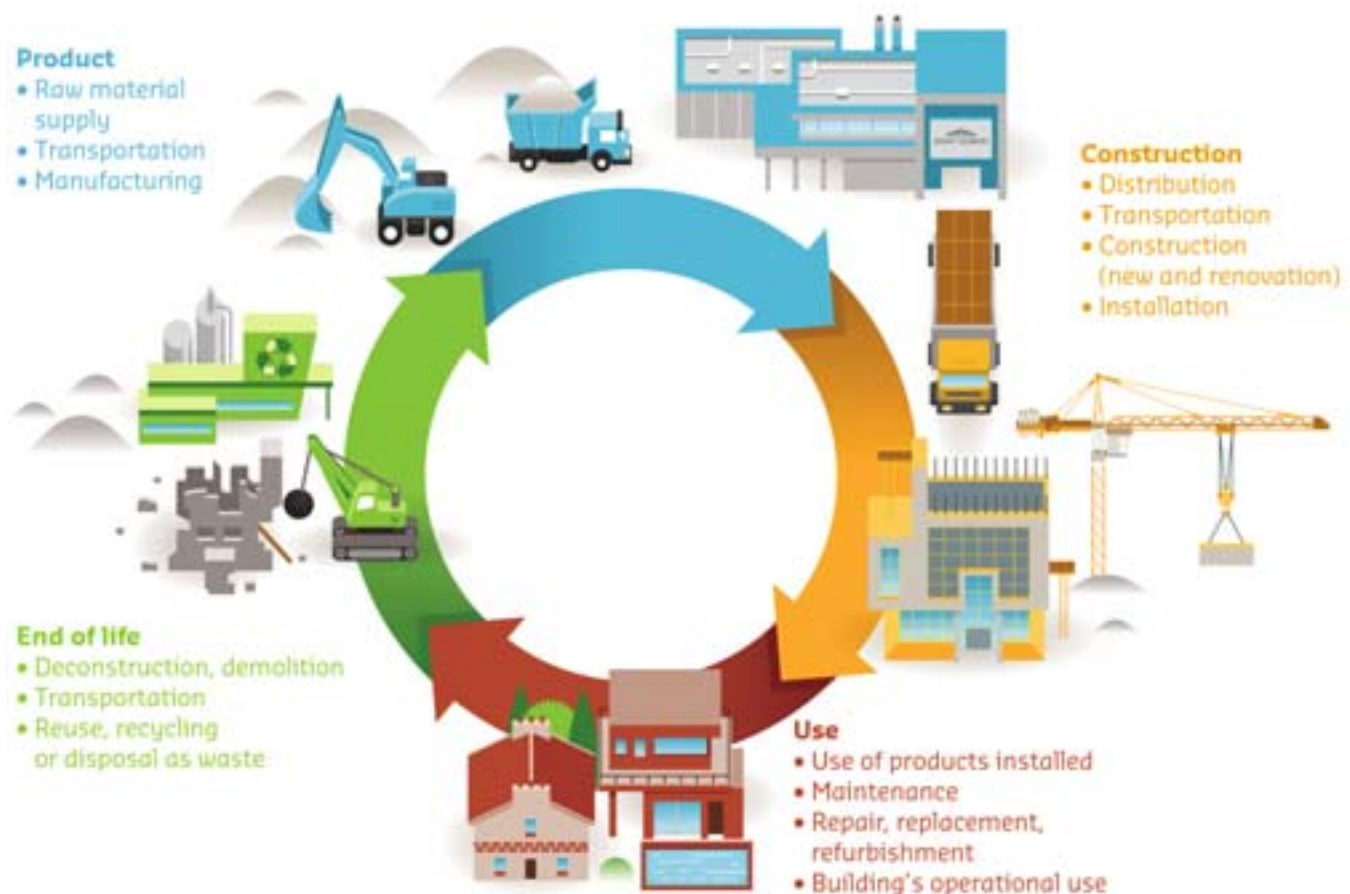 Product
• Raw material
supply
• Transportation
• Manufacturing
Construction
• Distribution
• Transportation
• Construction
(new and renovation)
• Installation
End of life
• Deconstruction, demolition
• Transportation
• Reuse, recycling
or disposal as waste
Use
• Use of products installed
• Maintenance
• Repair, replacement,
refurbishment
• Building's operational use